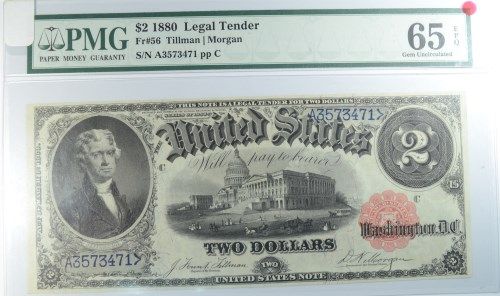 PMG
PAPER MONEY GUARANTY
$2 1880 Legal Tender
Fr#56 Tillman | Morgan
S/N A3573471 pp C
65 EPQ
Gem Uncirculated
THIS NOTE IS A LEGAL TENDER FOR TWO DOLLARS
United States
A3573471
Will pay to bearer
2
C
C
Washington, D.C.
A3573471
TWO DOLLARS
TWO
UNITED STATES NOTE